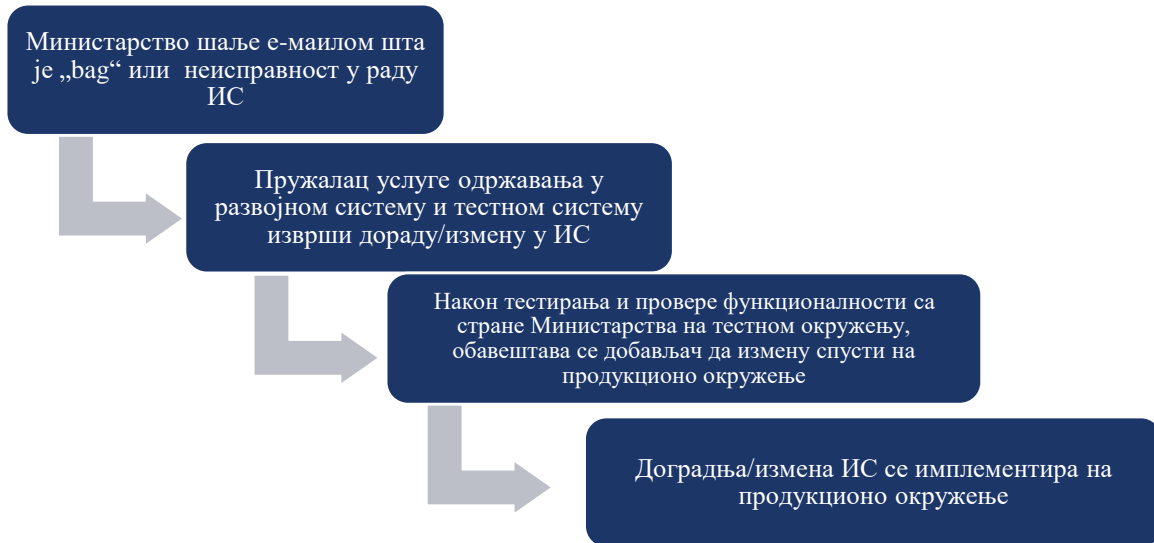 Министарство шаље е-маилом шта
је „bag“ или неисправност у раду
ИС
Пружалац услуге одржавања у
развојном систему и тестном систему
изврши дораду/измену у ИС
Након тестирања и провере функционалности са
стране Министарства на тестном окружењу,
обавештава се добављач да измену спусти на
продукционо окружење
Доградња/измена ИС се имплементира на
продукционо окружење